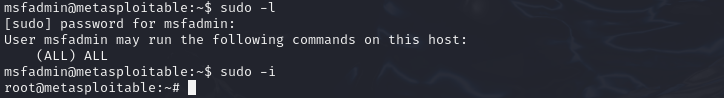 msfadmin@metasploitable:~$ sudo -l
[sudo] password for msfadmin:
User msfadmin may run the following commands on this host:
    (ALL) ALL
msfadmin@metasploitable:~$ sudo -i
root@metasploitable:~#